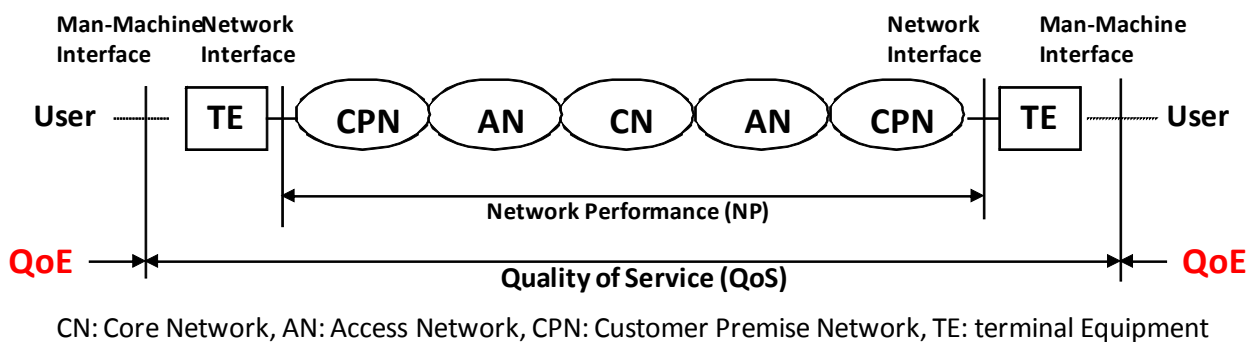 Man-Machine Network Network Man-Machine
Interface Interface Interface Interface
User TE CPN AN CN AN CPN TE User
Network Performance (NP)
QoE QoE
Quality of Service (QoS)
CN: Core Network, AN: Access Network, CPN: Customer Premise Network, TE: terminal Equipment